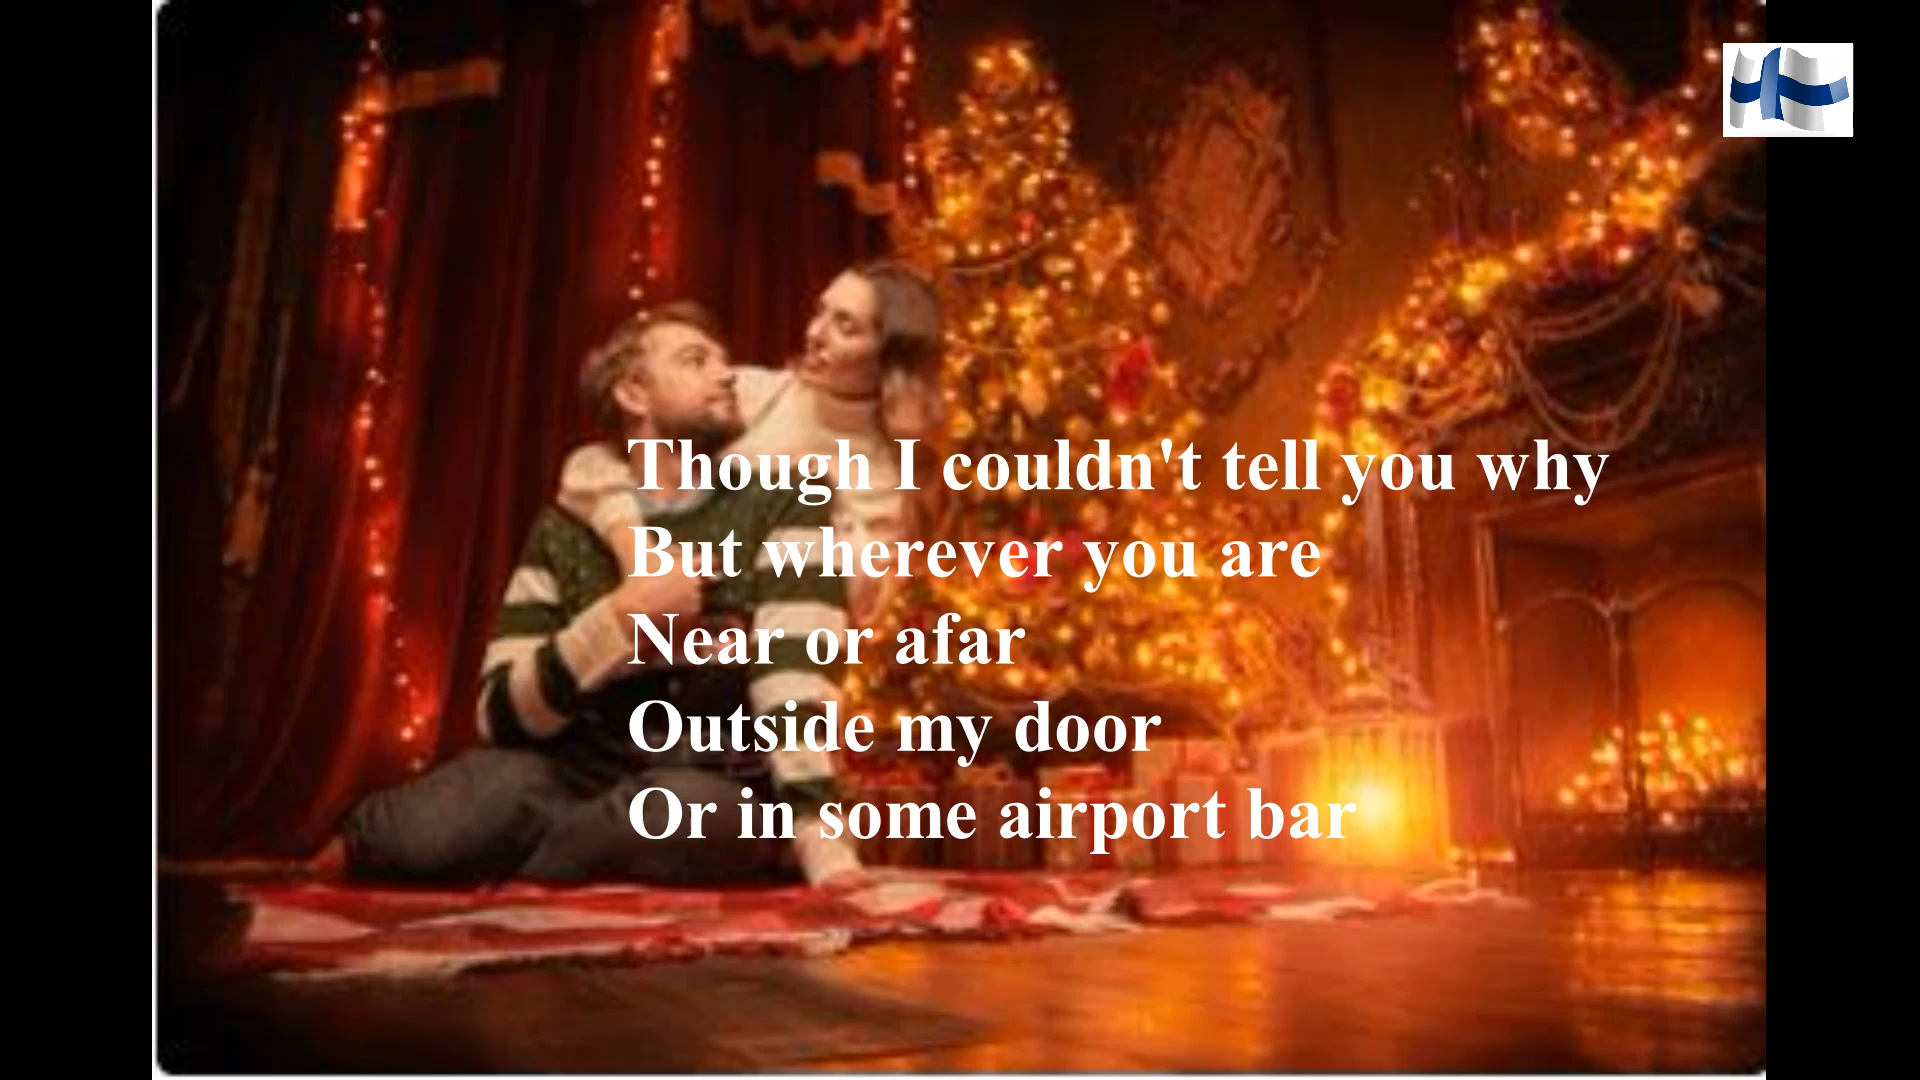 Though I couldn't tell you why
But wherever you are
Near or afar
Outside my door
Or in some airport bar